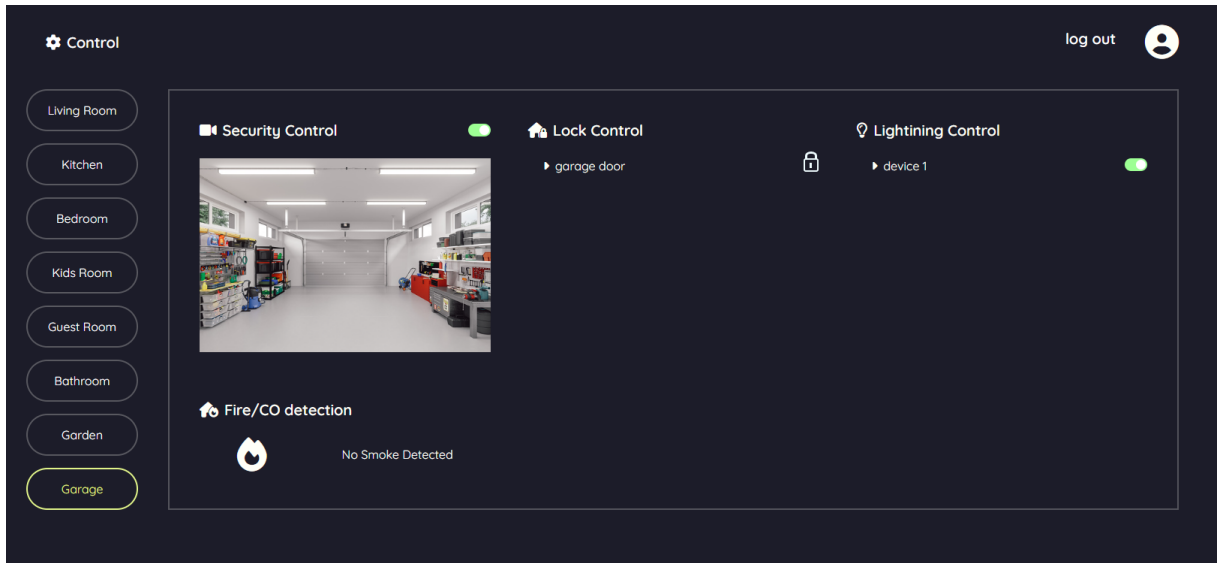 Control
log out
Living Room
Kitchen
Bedroom
Kids Room
Guest Room
Bathroom
Garden
Garage
Security Control
Lock Control
garage door
Lightining Control
device 1
Fire/CO detection
No Smoke Detected